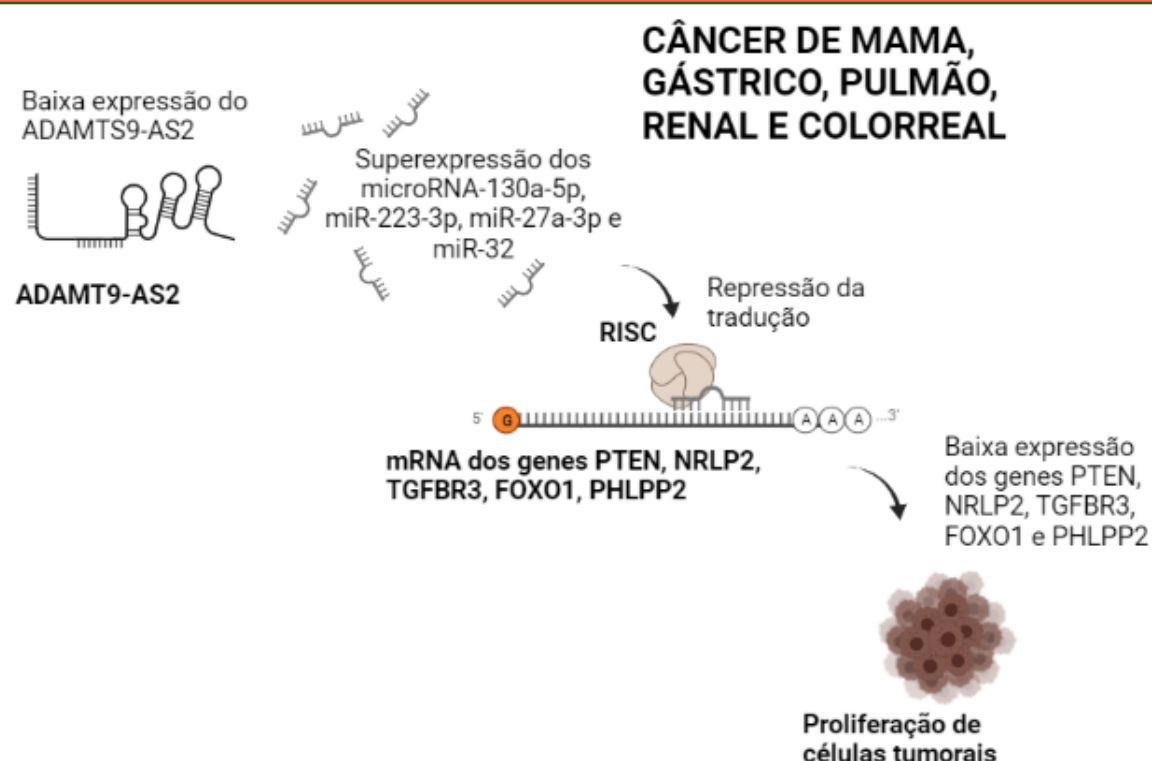 CÂNCER DE MAMA,
GÁSTRICO, PULMÃO,
RENAL E COLORREAL
Baixa expressão do
ADAMTS9-AS2
ADAMT9-AS2
Superexpressão dos
microRNA-130a-5p,
miR-223-3p, miR-27a-3p e
miR-32
Repressão da
tradução
RISC
5' G A A A ...3'
mRNA dos genes PTEN, NRLP2,
TGFBR3, FOXO1, PHLPP2
Baixa expressão
dos genes PTEN,
NRLP2, TGFBR3,
FOXO1 e PHLPP2
Proliferação de
células tumorais